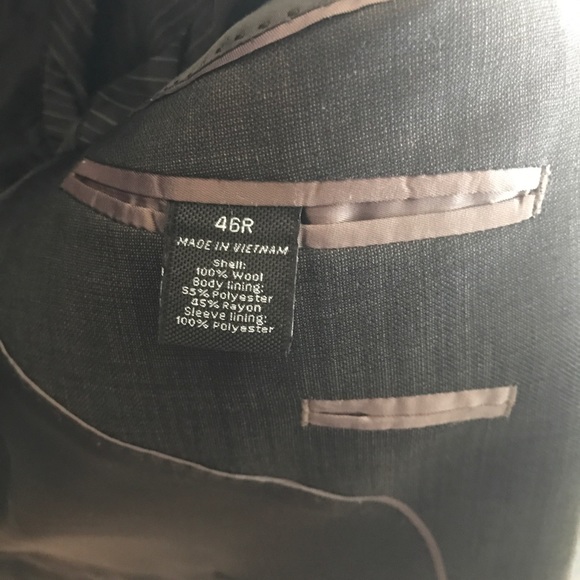 46R
MADE IN VIETNAM
Shell:
100% Wool
Body lining:
55% Polyester
45% Rayon
Sleeve lining:
100% Polyester